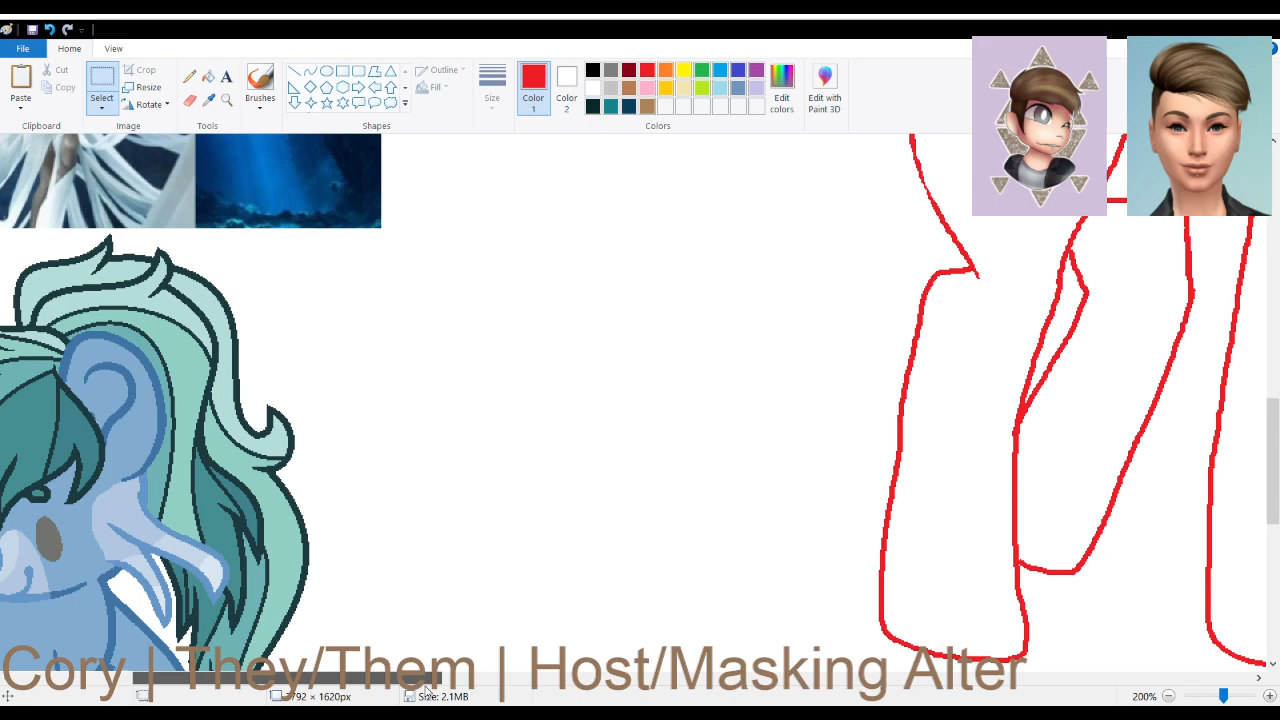 File Home View
Paste
Cut
Copy
Clipboard
Select
Crop
Resize
Rotate
Image
A
Tools
Brushes
Outline
Fill
Shapes
Size
Color 1
Color 2
Edit colors
Colors
Edit with Paint 3D
Cory | They/Them | Host/Masking Alter
Size: 2.1MB
200%